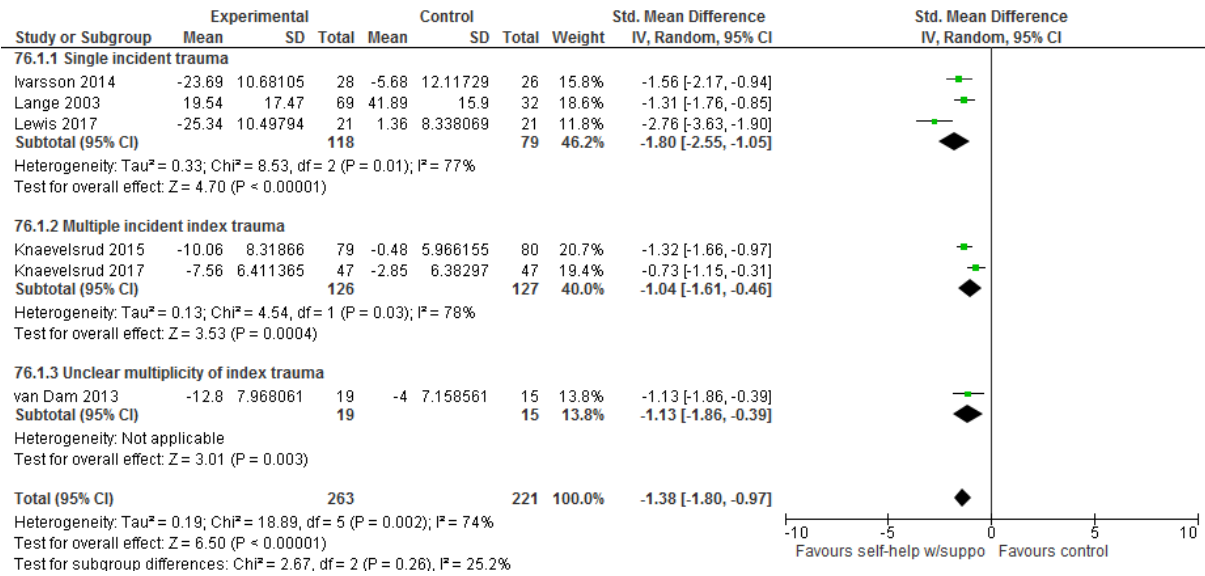 Experimental Control Std. Mean Difference Std. Mean Difference
Study or Subgroup Mean SD Total Mean SD Total Weight IV, Random, 95% CI IV, Random, 95% CI
76.1.1 Single incident trauma
Ivarsson 2014 -23.69 10.68105 28 -5.68 12.11729 26 15.8% -1.56 [-2.17, -0.94]
Lange 2003 19.54 17.47 69 41.89 15.9 32 18.6% -1.31 [-1.76, -0.85]
Lewis 2017 -25.34 10.49794 21 1.36 8.338069 21 11.8% -2.76 [-3.63, -1.90]
Subtotal (95% CI) 118 79 46.2% -1.80 [-2.55, -1.05]
Heterogeneity: Tau² = 0.33; Chi² = 8.53, df = 2 (P = 0.01); I² = 77%
Test for overall effect: Z = 4.70 (P < 0.00001)
76.1.2 Multiple incident index trauma
Knaevelsrud 2015 -10.06 8.31866 79 -0.48 5.966155 80 20.7% -1.32 [-1.66, -0.97]
Knaevelsrud 2017 -7.56 6.411365 47 -2.85 6.38297 47 19.4% -0.73 [-1.15, -0.31]
Subtotal (95% CI) 126 127 40.0% -1.04 [-1.61, -0.46]
Heterogeneity: Tau² = 0.13; Chi² = 4.54, df = 1 (P = 0.03); I² = 78%
Test for overall effect: Z = 3.53 (P = 0.0004)
76.1.3 Unclear multiplicity of index trauma
van Dam 2013 -12.8 7.968061 19 -4 7.158561 15 13.8% -1.13 [-1.86, -0.39]
Subtotal (95% CI) 19 15 13.8% -1.13 [-1.86, -0.39]
Heterogeneity: Not applicable
Test for overall effect: Z = 3.01 (P = 0.003)
Total (95% CI) 263 221 100.0% -1.38 [-1.80, -0.97]
Heterogeneity: Tau² = 0.19; Chi² = 18.89, df = 5 (P = 0.002); I² = 74%
Test for overall effect: Z = 6.50 (P < 0.00001)
Test for subgroup differences: Chi² = 2.67, df = 2 (P = 0.26), I² = 25.2%
-10 -5 0 5 10
Favours self-help w/suppo Favours control